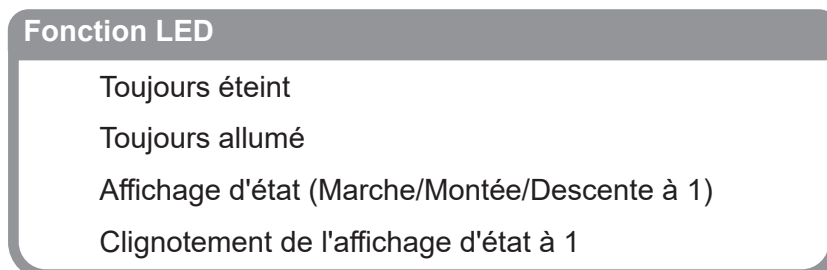 Fonction LED
Toujours éteint
Toujours allumé
Affichage d'état (Marche/Montée/Descente à 1)
Clignotement de l'affichage d'état à 1